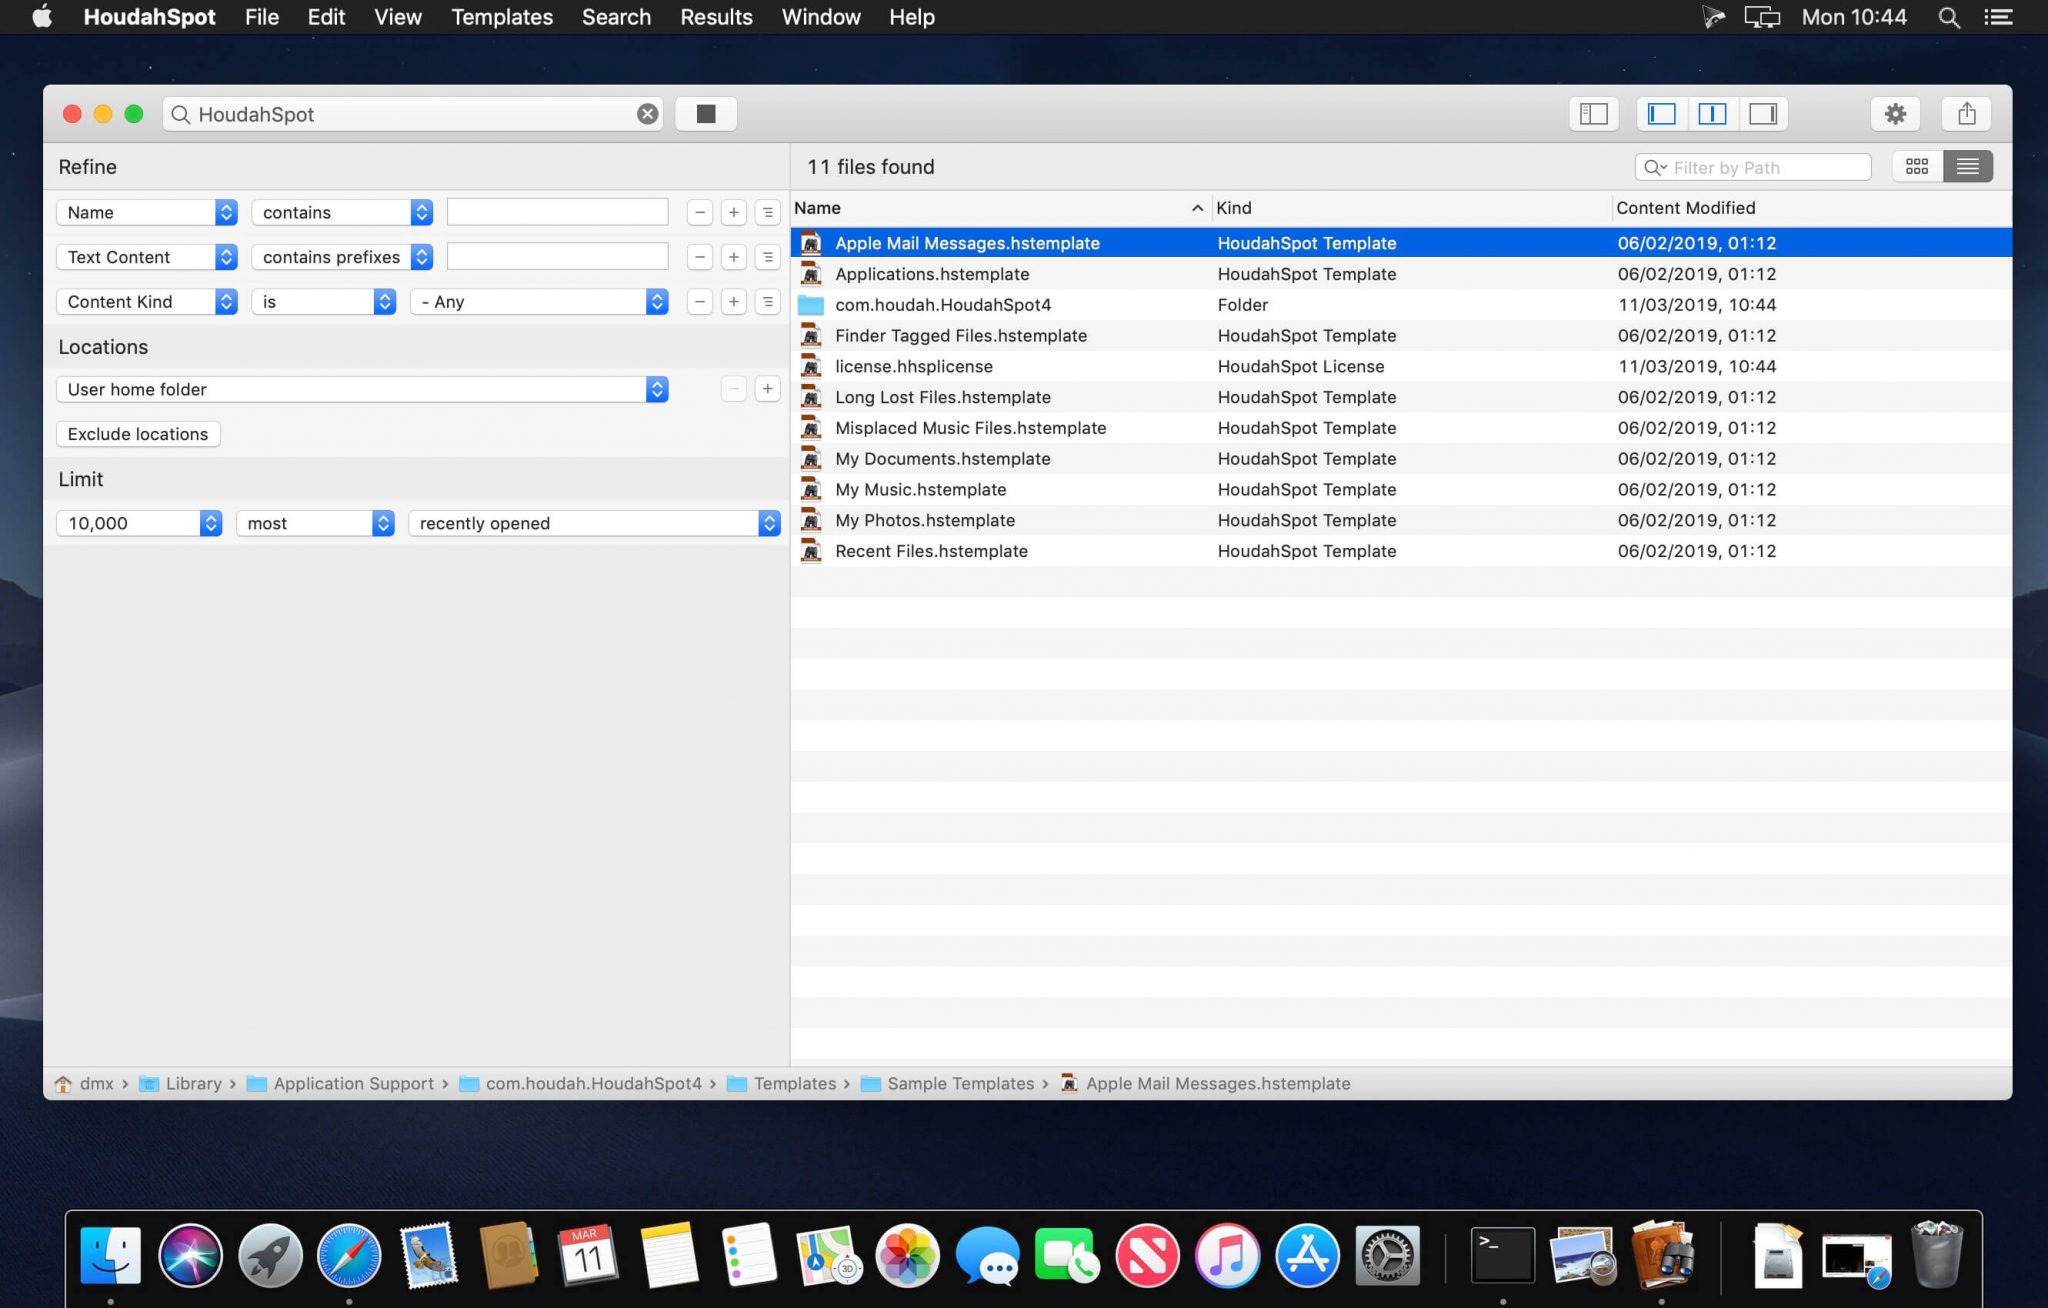 HoudahSpot File Edit View Templates Search Results Window Help Mon 10:44
HoudahSpot
Refine
11 files found
Filter by Path
Name contains
Text Content contains prefixes
Content Kind is - Any
Locations
User home folder
Exclude locations
Limit
10,000 most recently opened
Name Kind Content Modified
Apple Mail Messages.hstemplate HoudahSpot Template 06/02/2019, 01:12
Applications.hstemplate HoudahSpot Template 06/02/2019, 01:12
com.houdah.HoudahSpot4 Folder 11/03/2019, 10:44
Finder Tagged Files.hstemplate HoudahSpot Template 06/02/2019, 01:12
license.hhsplicense HoudahSpot License 11/03/2019, 10:44
Long Lost Files.hstemplate HoudahSpot Template 06/02/2019, 01:12
Misplaced Music Files.hstemplate HoudahSpot Template 06/02/2019, 01:12
My Documents.hstemplate HoudahSpot Template 06/02/2019, 01:12
My Music.hstemplate HoudahSpot Template 06/02/2019, 01:12
My Photos.hstemplate HoudahSpot Template 06/02/2019, 01:12
Recent Files.hstemplate HoudahSpot Template 06/02/2019, 01:12
dmx › Library › Application Support › com.houdah.HoudahSpot4 › Templates › Sample Templates › Apple Mail Messages.hstemplate
MAR
11
3D
>_